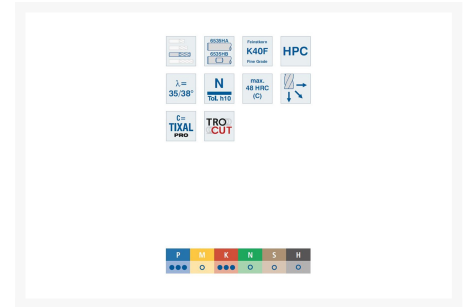 6535HA
6535HB
Feinstkorn
K40F
Fine Grade
HPC
λ=
35/38°
N
Tol. h10
max.
48 HRC
(C)
C=
TIXAL
PRO
TRO
CUT
P M K N S H